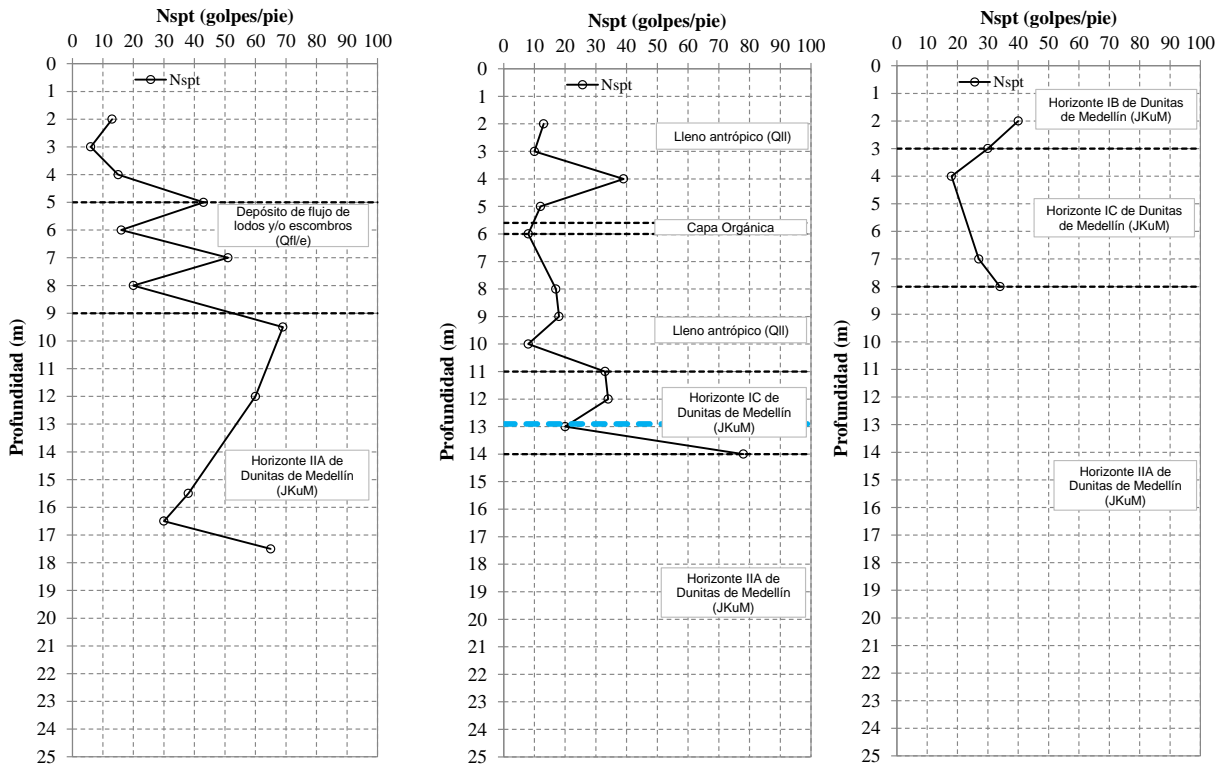 Nspt (golpes/pie)
0 10 20 30 40 50 60 70 80 90 100
0
1
2
3
4
5
6
7
8
9
10
11
12
13
14
15
16
17
18
19
20
21
22
23
24
25
Profundidad (m)
Nspt
Depósito de flujo de
lodos y/o escombros
(Qfl/e)
Horizonte IIA de
Dunitas de Medellín
(JKuM)
Nspt (golpes/pie)
0 10 20 30 40 50 60 70 80 90 100
0
1
2
3
4
5
6
7
8
9
10
11
12
13
14
15
16
17
18
19
20
21
22
23
24
25
Profundidad (m)
Nspt
Lleno antrópico (Qll)
Capa Orgánica
Lleno antrópico (Qll)
Horizonte IC de
Dunitas de Medellín
(JKuM)
Horizonte IIA de
Dunitas de Medellín
(JKuM)
Nspt (golpes/pie)
0 10 20 30 40 50 60 70 80 90 100
0
1
2
3
4
5
6
7
8
9
10
11
12
13
14
15
16
17
18
19
20
21
22
23
24
25
Profundidad (m)
Nspt
Horizonte IB de Dunitas
de Medellín (JKuM)
Horizonte IC de Dunitas
de Medellín (JKuM)
Horizonte IIA de
Dunitas de Medellín
(JKuM)